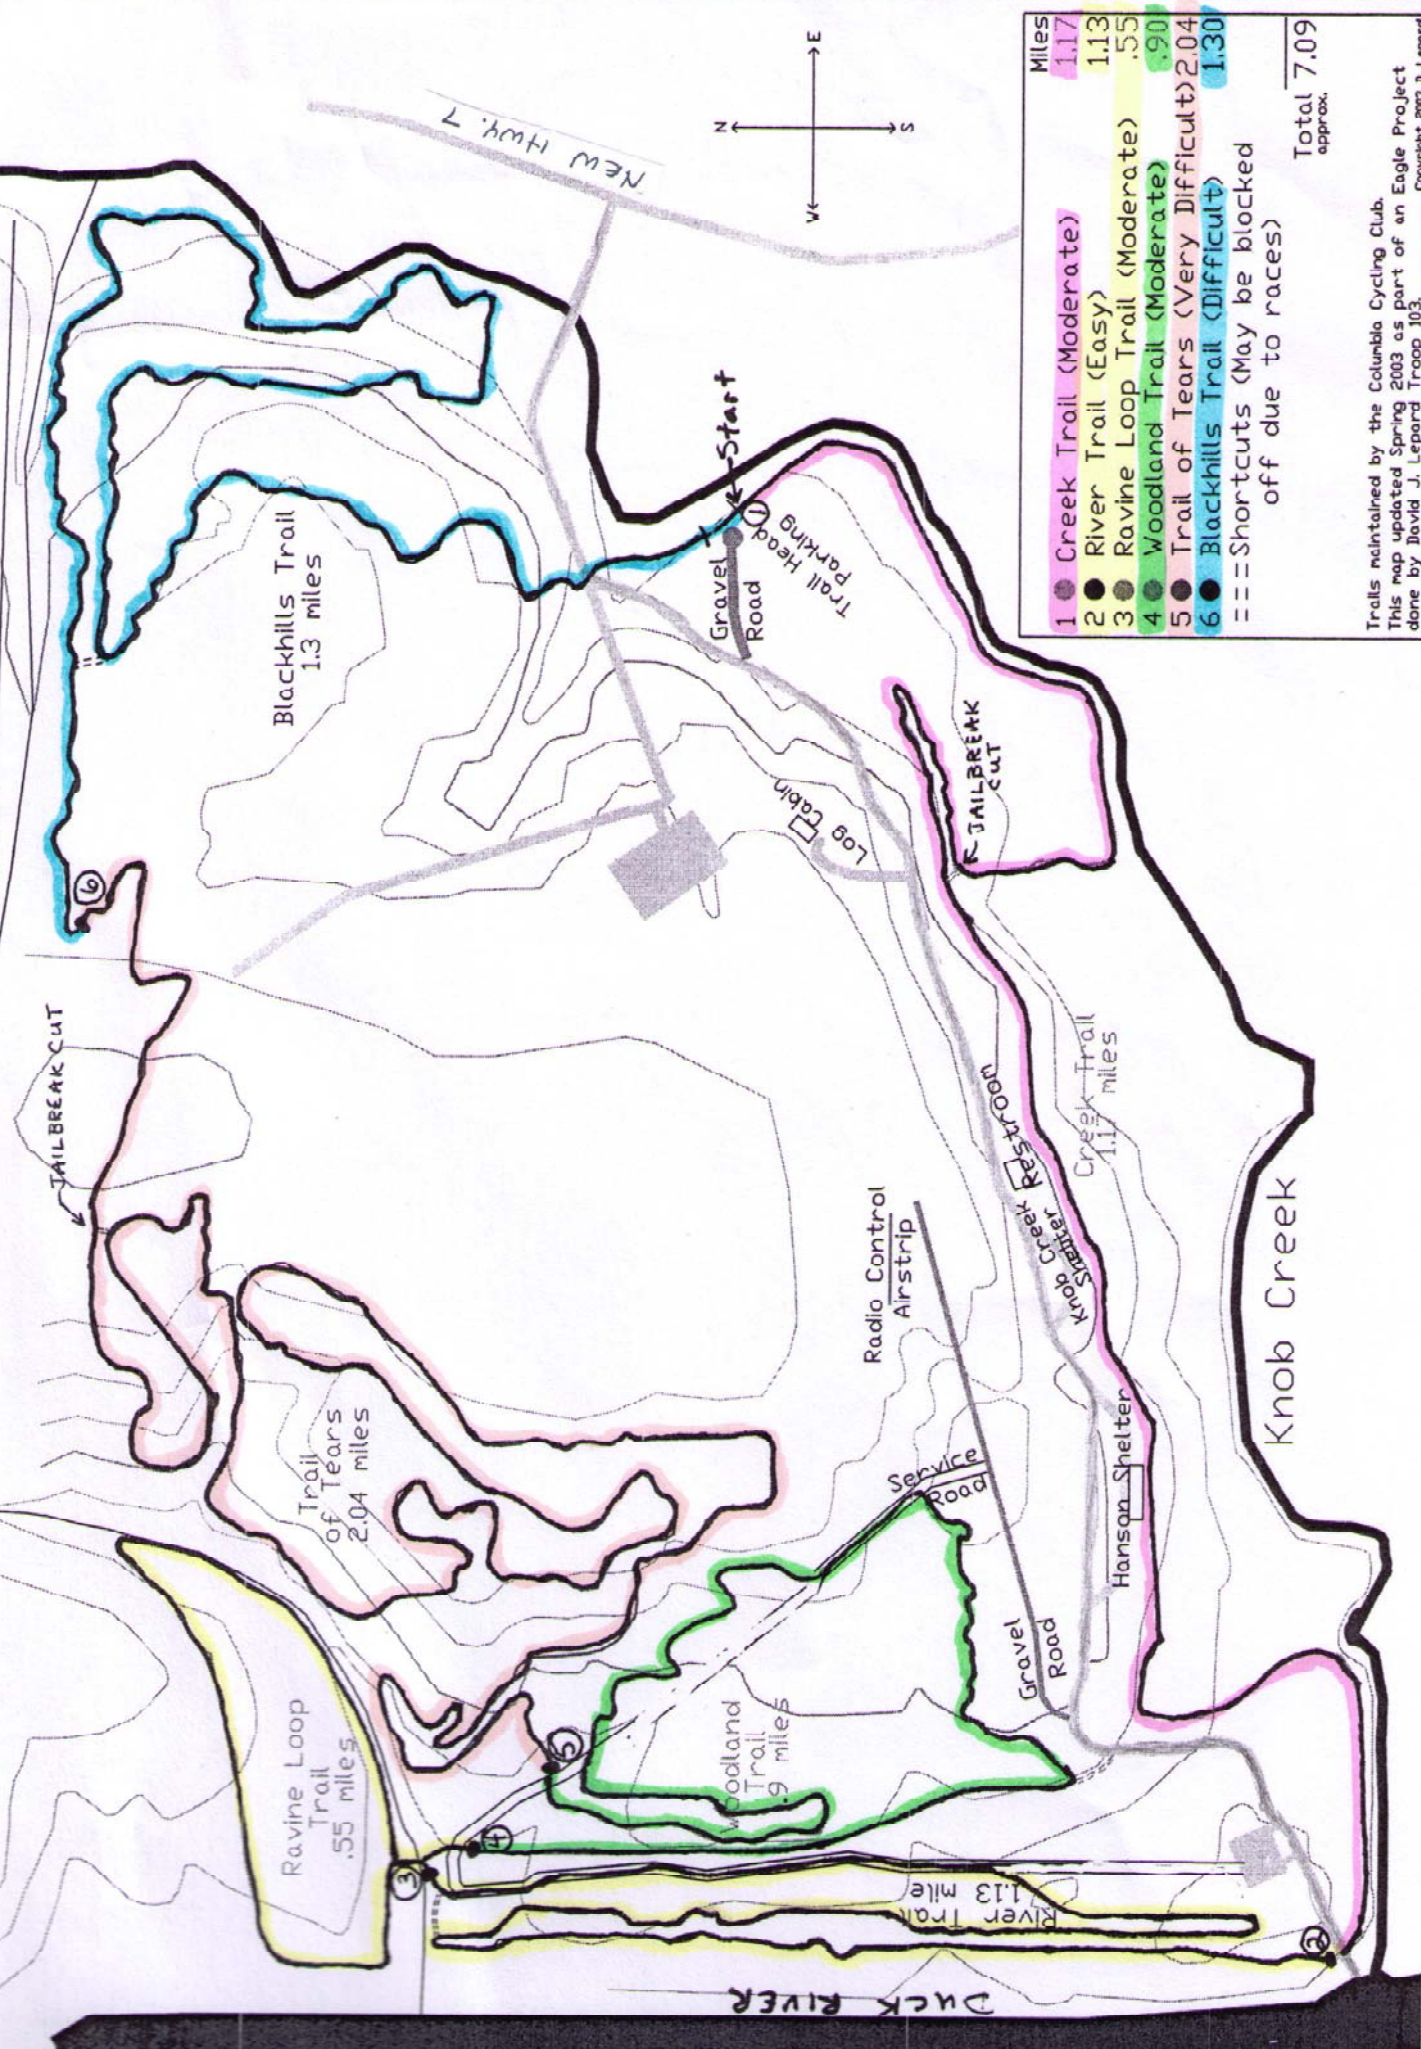 Blackhills Trail
1.3 miles
NEW HWY. 7
N
W
E
S
Start
1
Gravel
Road
Trail Head
Parking
JAILBREAK
CUT
Log Cabin
6
JAILBREAK CUT
Trail
of Tears
2.04 miles
Radio Control
Airstrip
Restroom
Knob Creek
Shelter
Creek Trail
miles
Knob Creek
Service
Road
Hanson Shelter
Gravel
Road
Ravine Loop
Trail
.55 miles
3
4
5
Woodland
Trail
.9 miles
River Trail
1.13 mile
2
DUCK RIVER
Miles
1 Creek Trail (Moderate) 1.17
2 River Trail (Easy) 1.13
3 Ravine Loop Trail (Moderate) .55
4 Woodland Trail (Moderate) .90
5 Trail of Tears (Very Difficult) 2.04
6 Blackhills Trail (Difficult) 1.30
===Shortcuts (May be blocked
off due to races)
Total 7.09
approx.
Trails maintained by the Columbia Cycling Club.
This map updated Spring 2003 as part of an Eagle Project
done by David J. Lepard Troop 103.